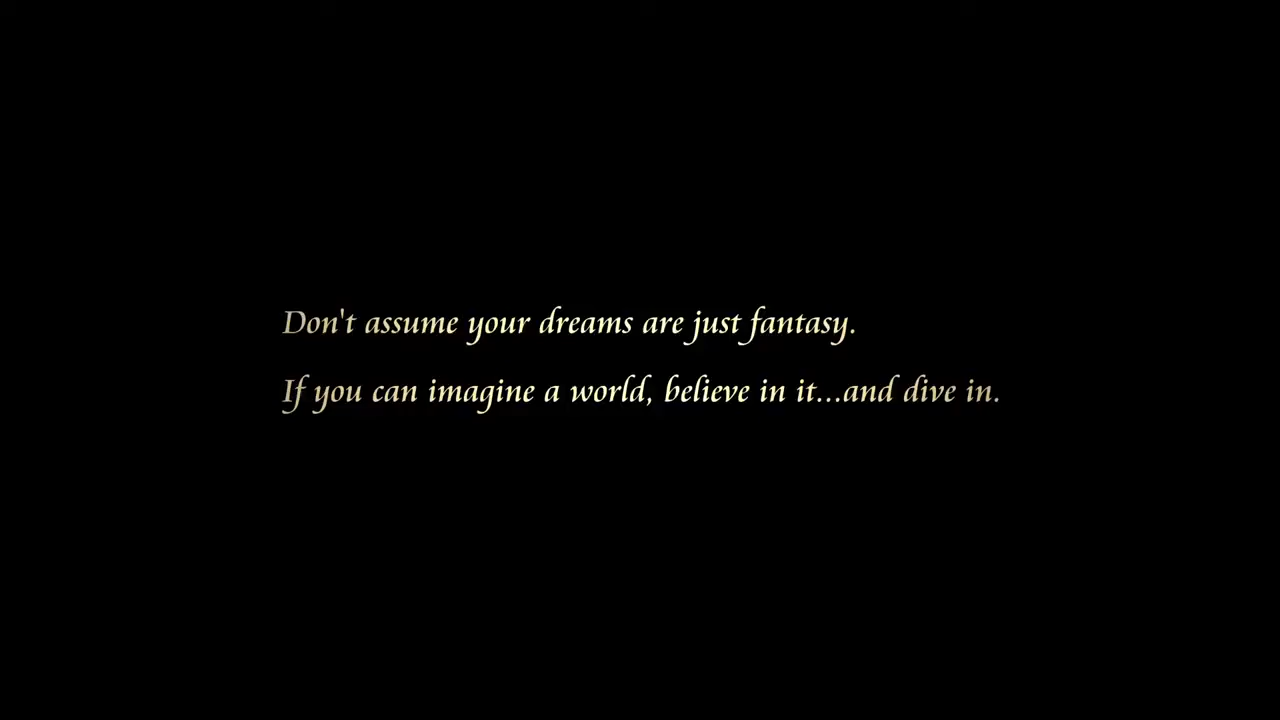 Don't assume your dreams are just fantasy.
If you can imagine a world, believe in it...and dive in.